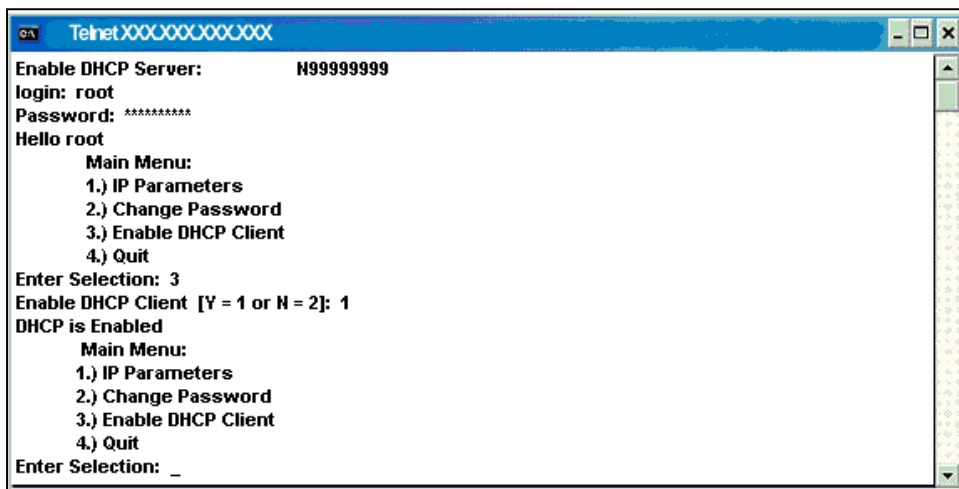 Telnet XXX.XXX.XXX.XXX
Enable DHCP Server: N99999999
login: root
Password: **********
Hello root
Main Menu:
1.) IP Parameters
2.) Change Password
3.) Enable DHCP Client
4.) Quit
Enter Selection: 3
Enable DHCP Client [Y = 1 or N = 2]: 1
DHCP is Enabled
Main Menu:
1.) IP Parameters
2.) Change Password
3.) Enable DHCP Client
4.) Quit
Enter Selection: _